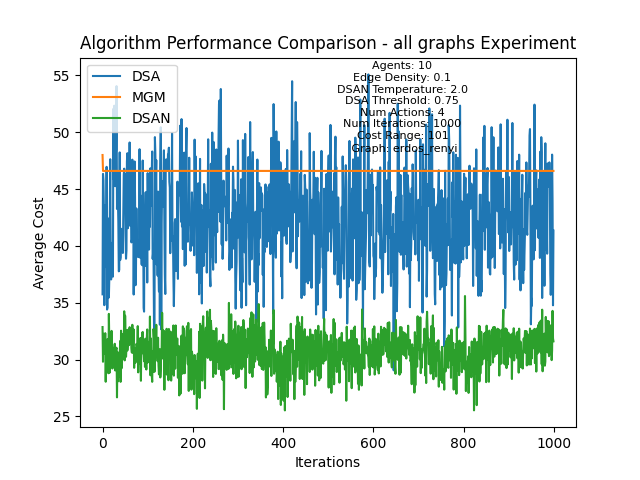 Algorithm Performance Comparison - all graphs Experiment
DSA
MGM
DSAN
Agents: 10
Edge Density: 0.1
DSAN Temperature: 2.0
DSA Threshold: 0.75
Num Actions: 4
Num Iterations: 1000
Cost Range: 101
Graph: erdos_renyi
Average Cost
55
50
45
40
35
30
25
0 200 400 600 800 1000
Iterations